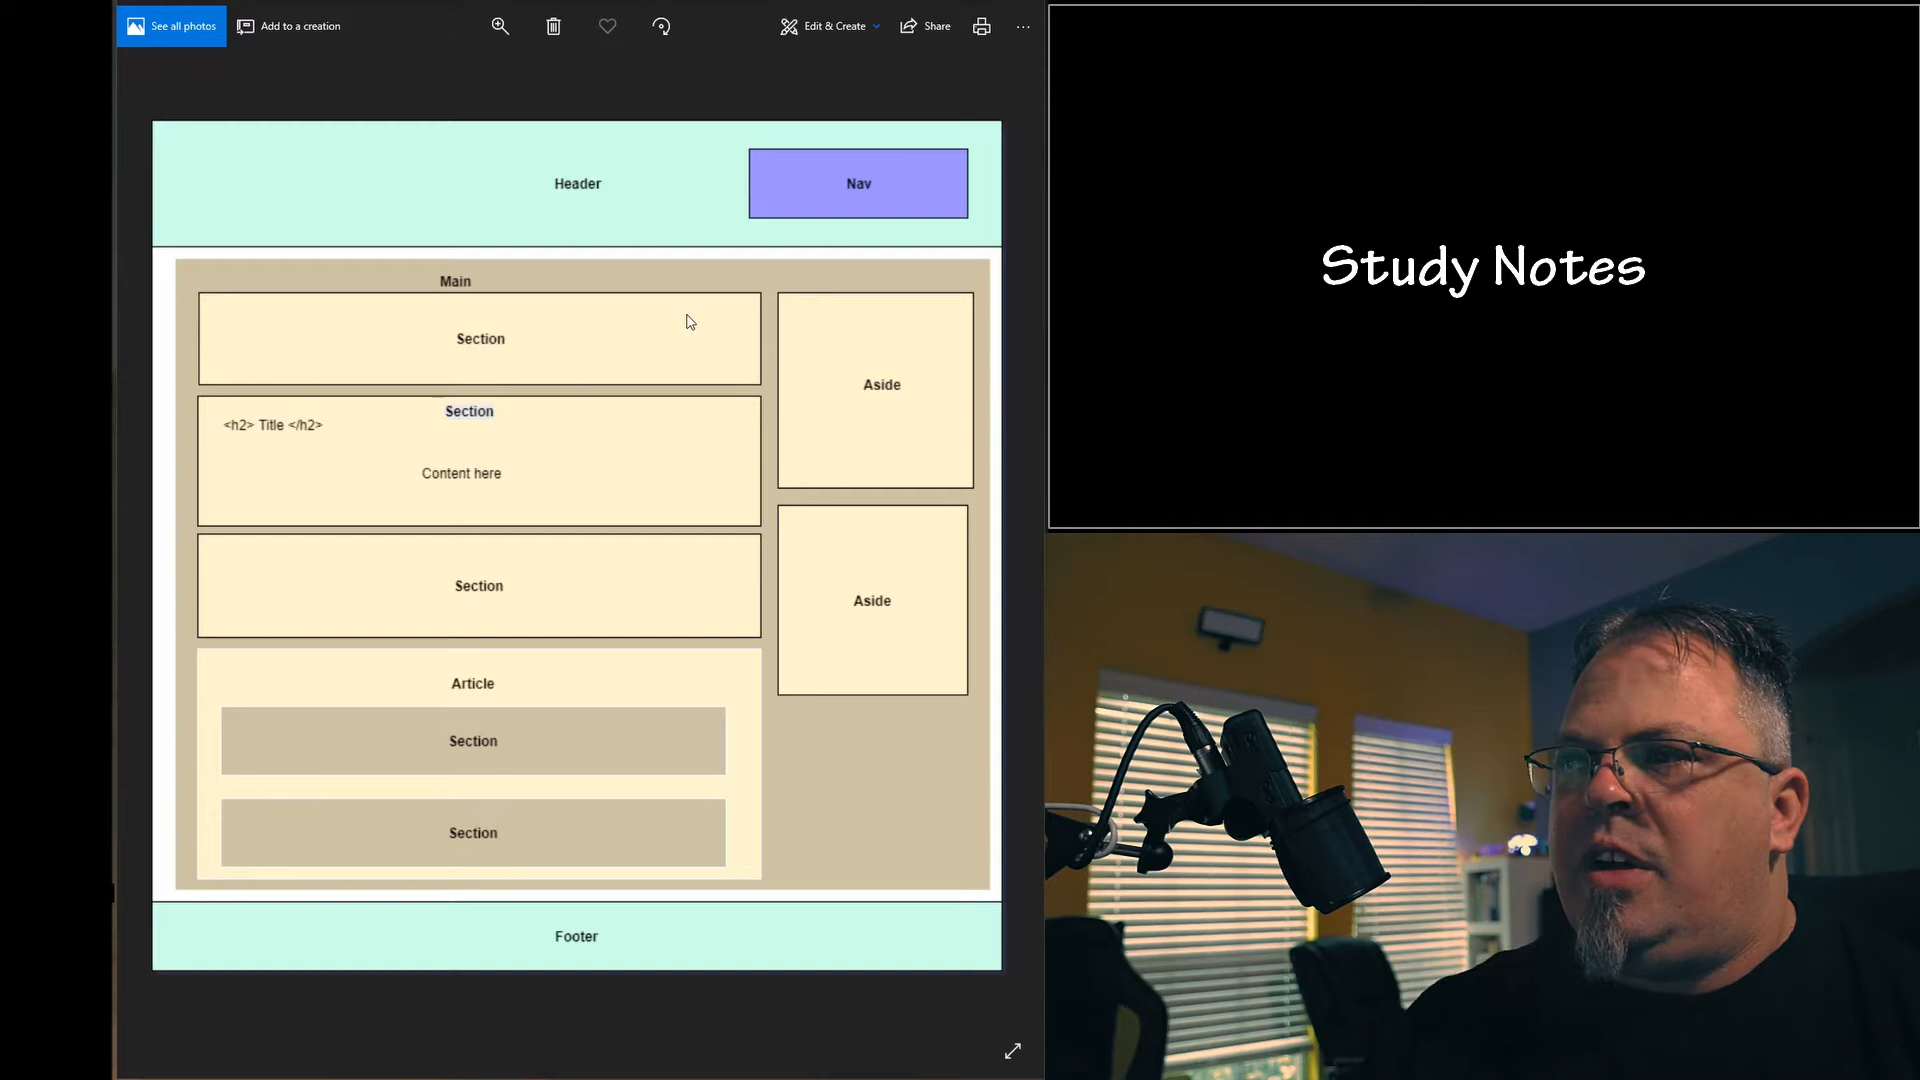 See all photos
Add to a creation
Edit & Create
Share
Header
Nav
Main
Section
Aside
Section
<h2> Title </h2>
Content here
Section
Aside
Article
Section
Section
Footer
Study Notes